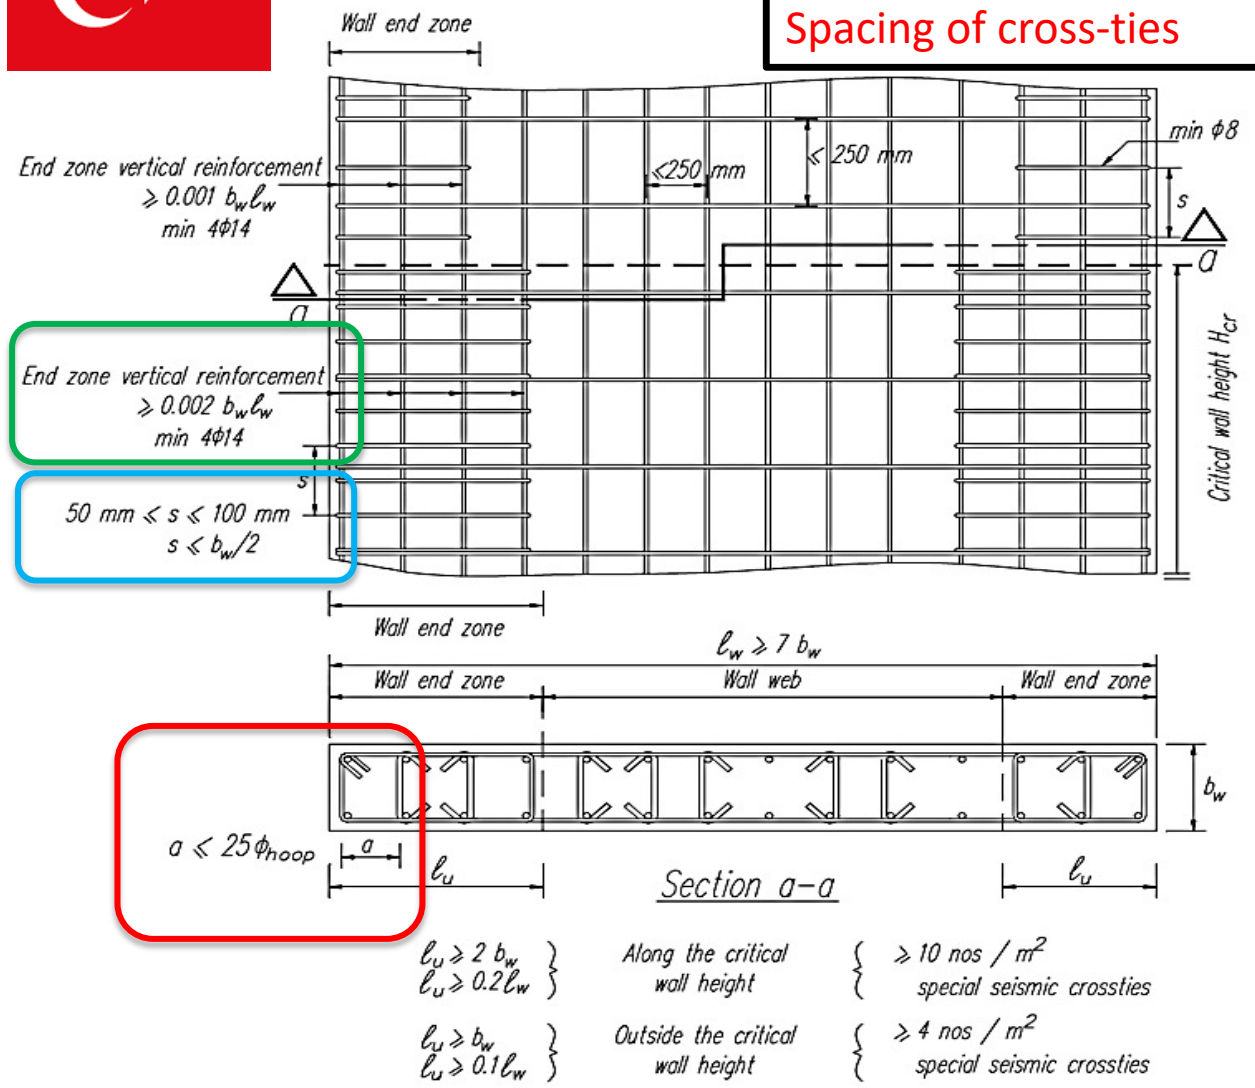 Spacing of cross-ties
Wall end zone
min ϕ8
⩽ 250 mm
⩽250 mm
End zone vertical reinforcement
⩾ 0.001 b_w ℓ_w
min 4ϕ14
s
a
a
End zone vertical reinforcement
⩾ 0.002 b_w ℓ_w
min 4ϕ14
Critical wall height H_cr
s
50 mm ⩽ s ⩽ 100 mm
s ⩽ b_w/2
Wall end zone
ℓ_w ⩾ 7 b_w
Wall end zone
Wall web
Wall end zone
b_w
a ⩽ 25ϕ_hoop
a
ℓ_u
Section a-a
ℓ_u
ℓ_u ⩾ 2 b_w } Along the critical { ⩾ 10 nos / m²
ℓ_u ⩾ 0.2ℓ_w } wall height { special seismic crossties
ℓ_u ⩾ b_w } Outside the critical { ⩾ 4 nos / m²
ℓ_u ⩾ 0.1ℓ_w } wall height { special seismic crossties